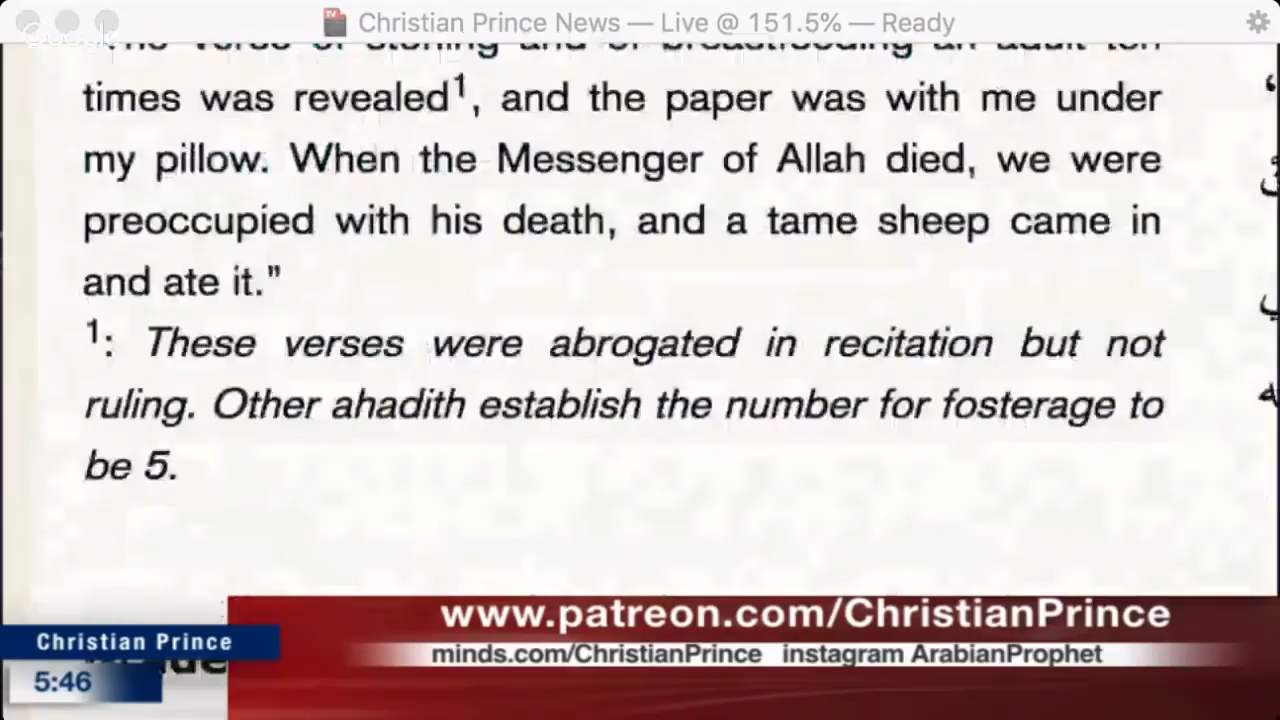 Christian Prince News — Live @ 151.5% — Ready
Google
times was revealed¹, and the paper was with me under
my pillow. When the Messenger of Allah died, we were
preoccupied with his death, and a tame sheep came in
and ate it."
¹: These verses were abrogated in recitation but not
ruling. Other ahadith establish the number for fosterage to
be 5.
www.patreon.com/ChristianPrince
Christian Prince
minds.com/ChristianPrince instagram ArabianProphet
5:46